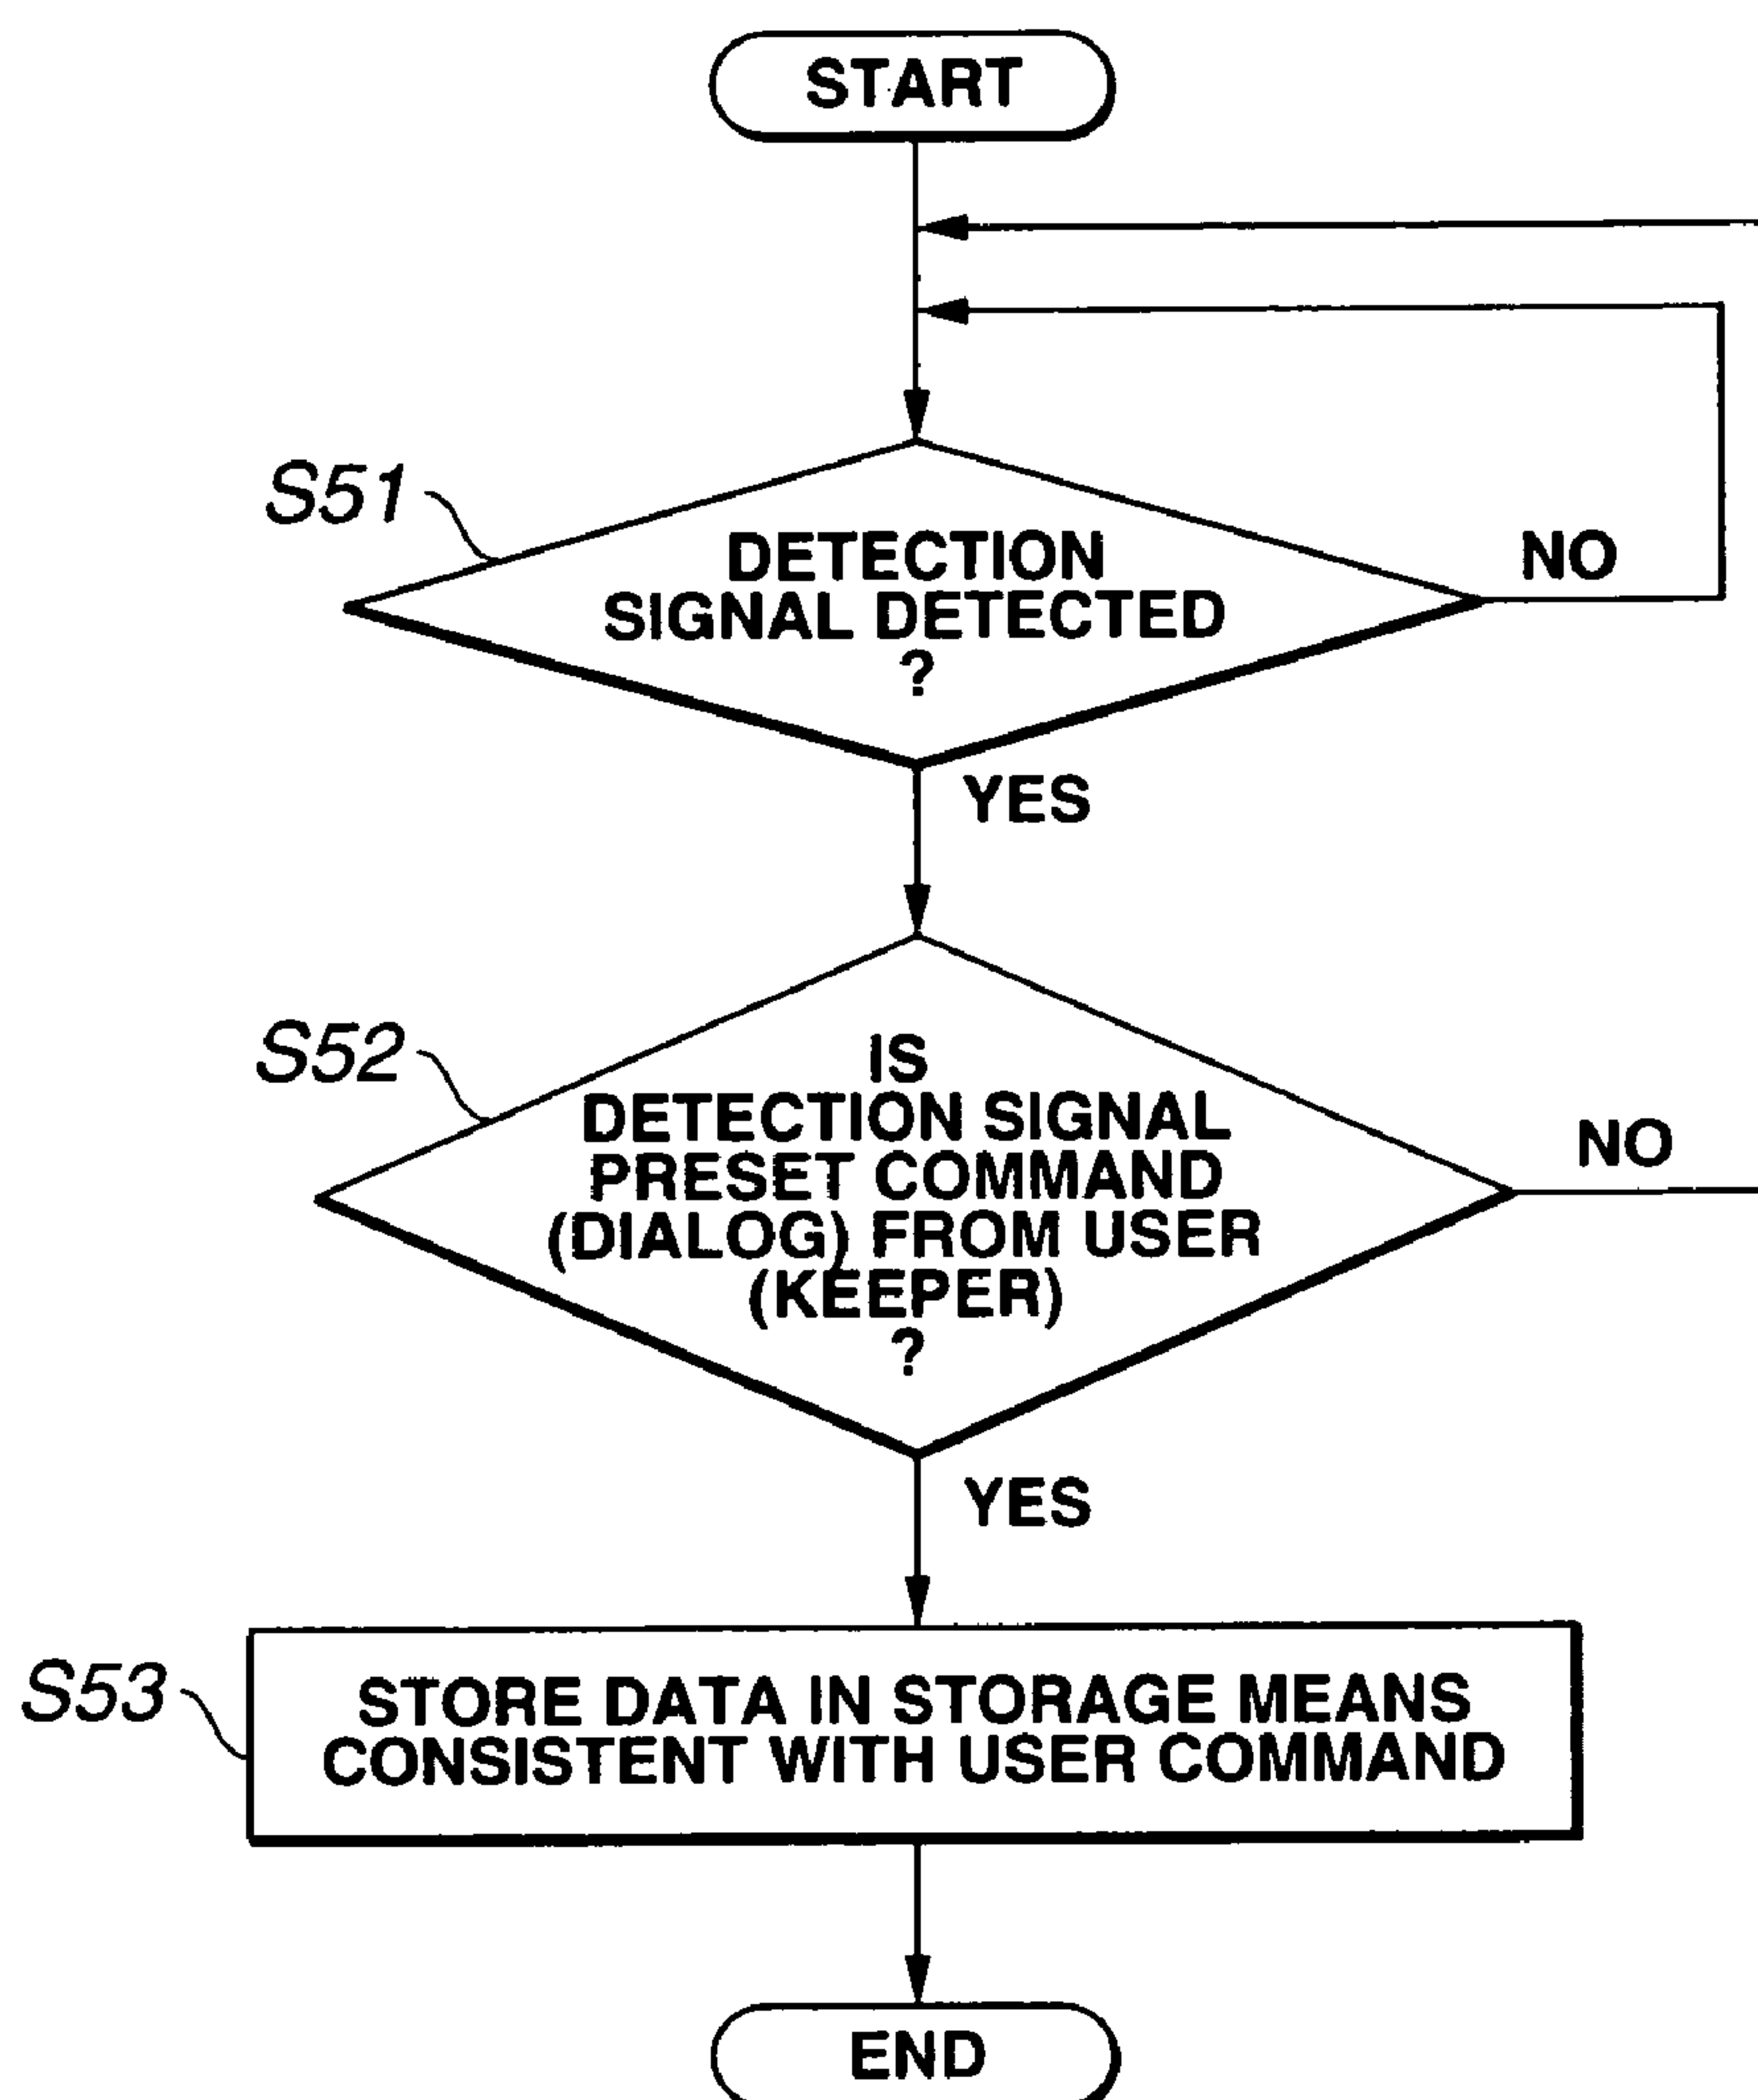 START
S51
DETECTION
SIGNAL DETECTED
?
NO
YES
S52
IS
DETECTION SIGNAL
PRESET COMMAND
(DIALOG) FROM USER
(KEEPER)
?
NO
YES
S53
STORE DATA IN STORAGE MEANS
CONSISTENT WITH USER COMMAND
END